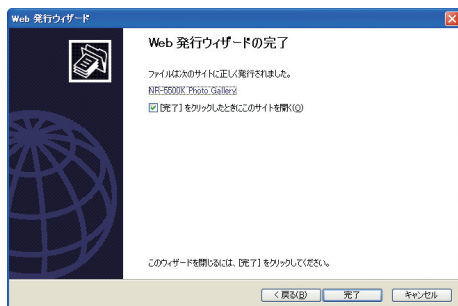 Web 発行ウィザード
Web 発行ウィザードの完了
ファイルは次のサイトに正しく発行されました。
NR-5500K Photo Gallery
[完了] をクリックしたときにこのサイトを開く(O)
このウィザードを閉じるには、[完了] をクリックしてください。
< 戻る(B)
完了
キャンセル